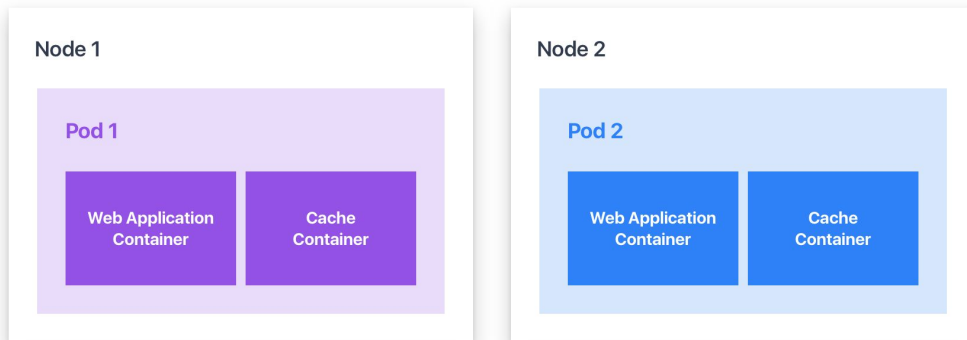 Node 1
Pod 1
Web Application
Container
Cache
Container
Node 2
Pod 2
Web Application
Container
Cache
Container